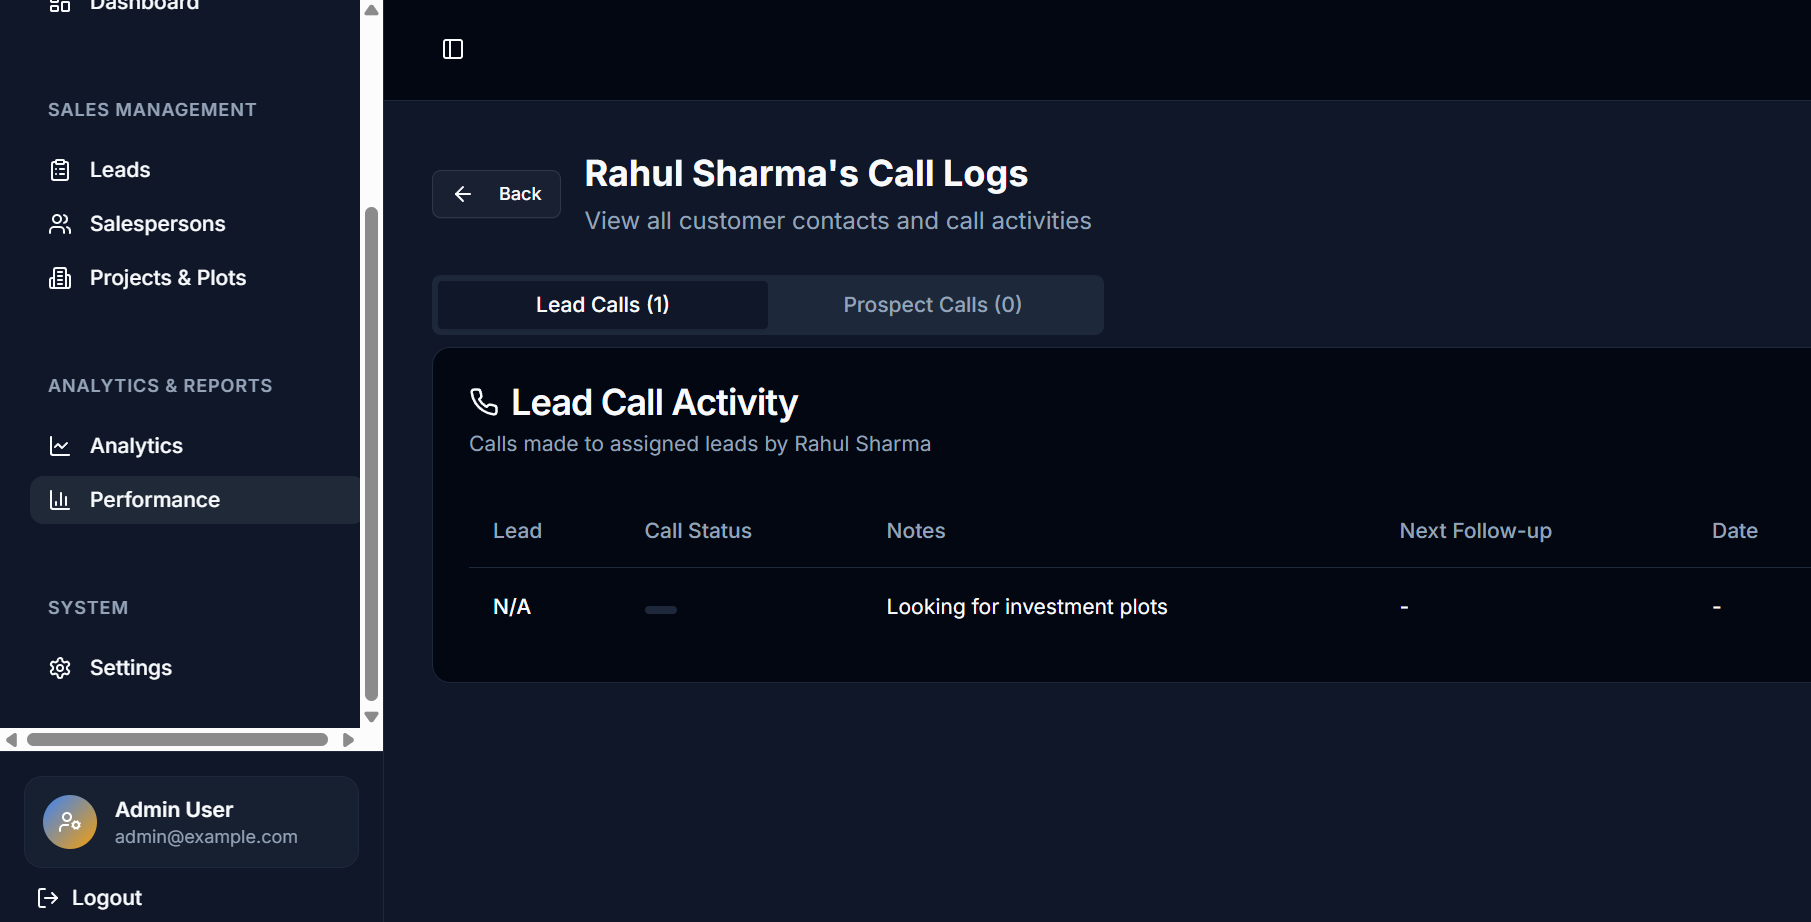 Dashboard
SALES MANAGEMENT
Leads
Salespersons
Projects & Plots
ANALYTICS & REPORTS
Analytics
Performance
SYSTEM
Settings
Admin User
admin@example.com
Logout
Back
Rahul Sharma's Call Logs
View all customer contacts and call activities
Lead Calls (1)
Prospect Calls (0)
Lead Call Activity
Calls made to assigned leads by Rahul Sharma
Lead Call Status Notes Next Follow-up Date
N/A Looking for investment plots - -